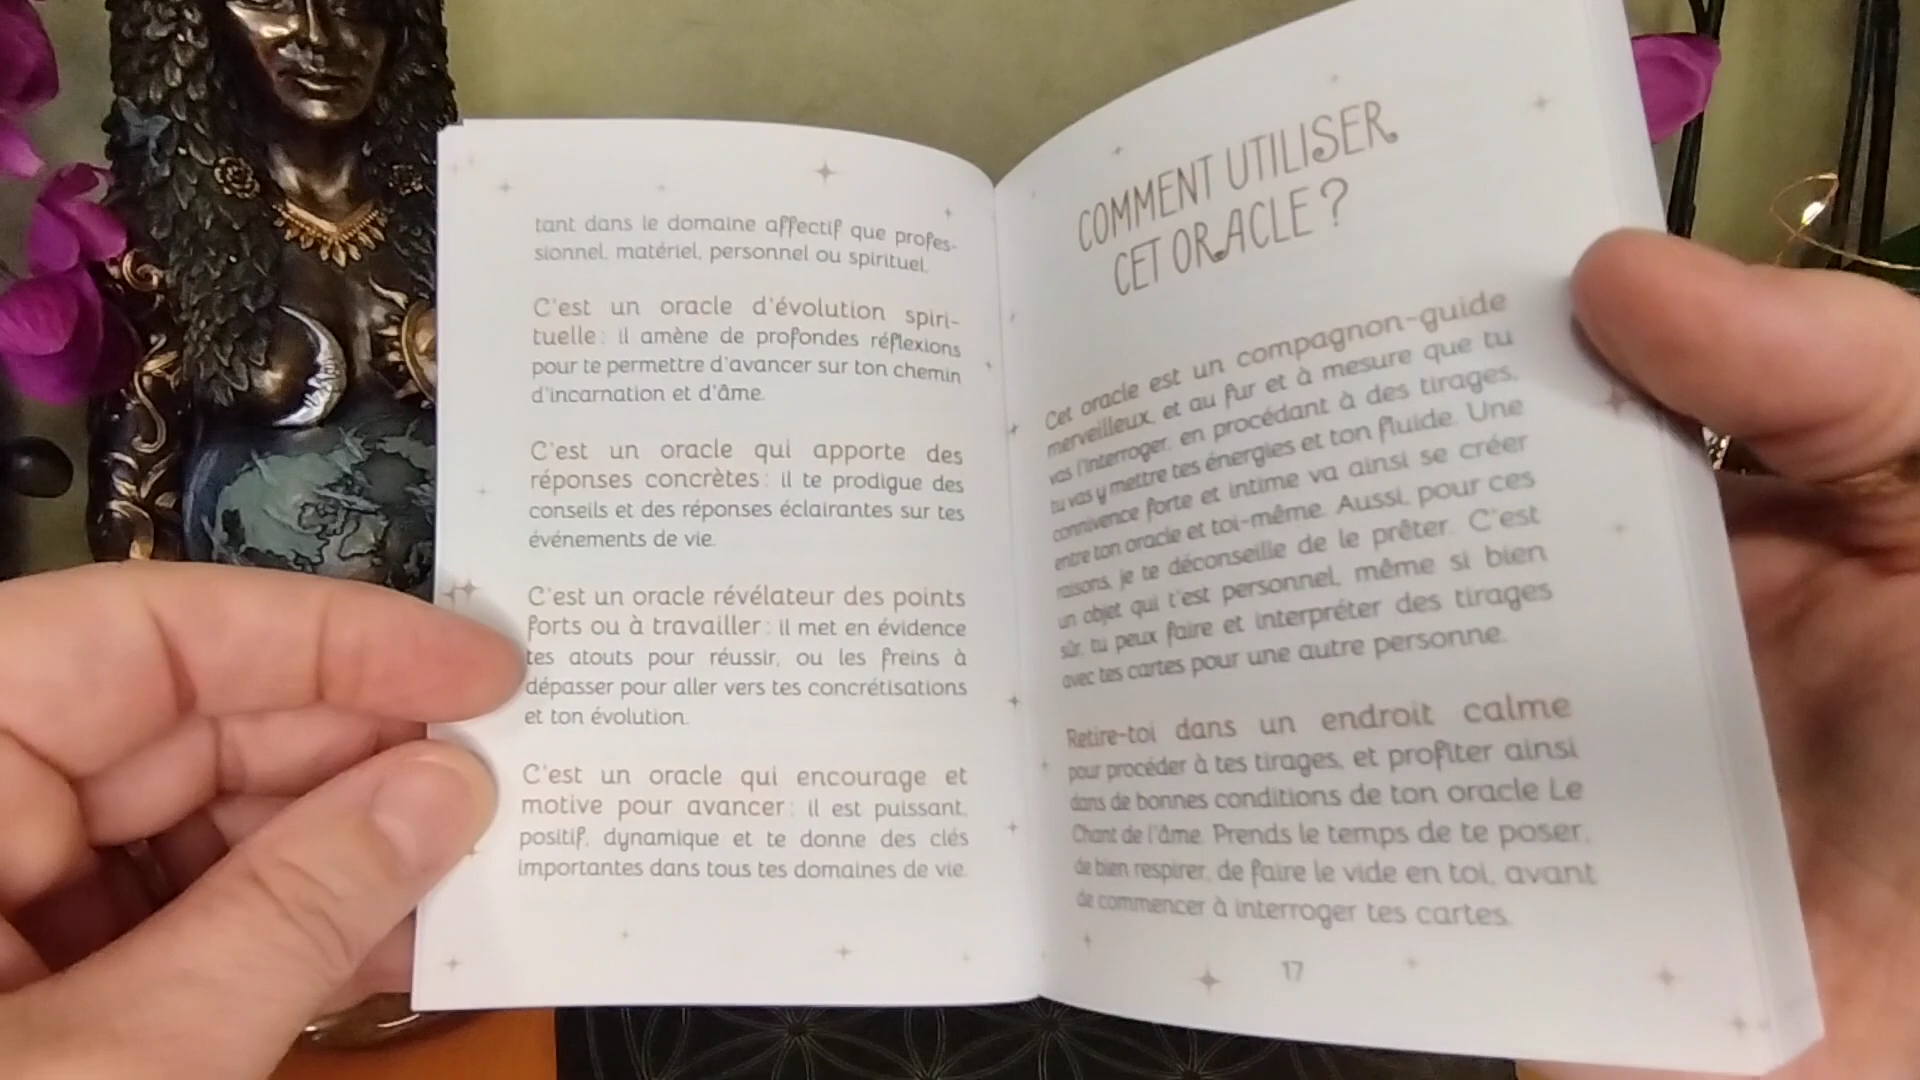 tant dans le domaine affectif que profes-
sionnel, matériel, personnel ou spirituel.
C'est un oracle d'évolution spiri-
tuelle : il amène de profondes réflexions
pour te permettre d'avancer sur ton chemin
d'incarnation et d'âme.
C'est un oracle qui apporte des
réponses concrètes : il te prodigue des
conseils et des réponses éclairantes sur tes
événements de vie.
C'est un oracle révélateur des points
forts ou à travailler : il met en évidence
tes atouts pour réussir, ou les freins à
dépasser pour aller vers tes concrétisations
et ton évolution.
C'est un oracle qui encourage et
motive pour avancer : il est puissant,
positif, dynamique et te donne des clés
importantes dans tous tes domaines de vie.
COMMENT UTILISER
CET ORACLE ?
Cet oracle est un compagnon-guide
merveilleux, et au fur et à mesure que tu
vas l'interroger, en procédant à des tirages,
tu vas y mettre tes énergies et ton fluide. Une
connivence forte et intime va ainsi se créer
entre ton oracle et toi-même. Aussi, pour ces
raisons, je te déconseille de le prêter. C'est
un objet qui t'est personnel, même si bien
sûr, tu peux faire et interpréter des tirages
avec tes cartes pour une autre personne.
Retire-toi dans un endroit calme
pour procéder à tes tirages, et profiter ainsi
dans de bonnes conditions de ton oracle Le
Chant de l'âme. Prends le temps de te poser,
de bien respirer, de faire le vide en toi, avant
de commencer à interroger tes cartes.
17